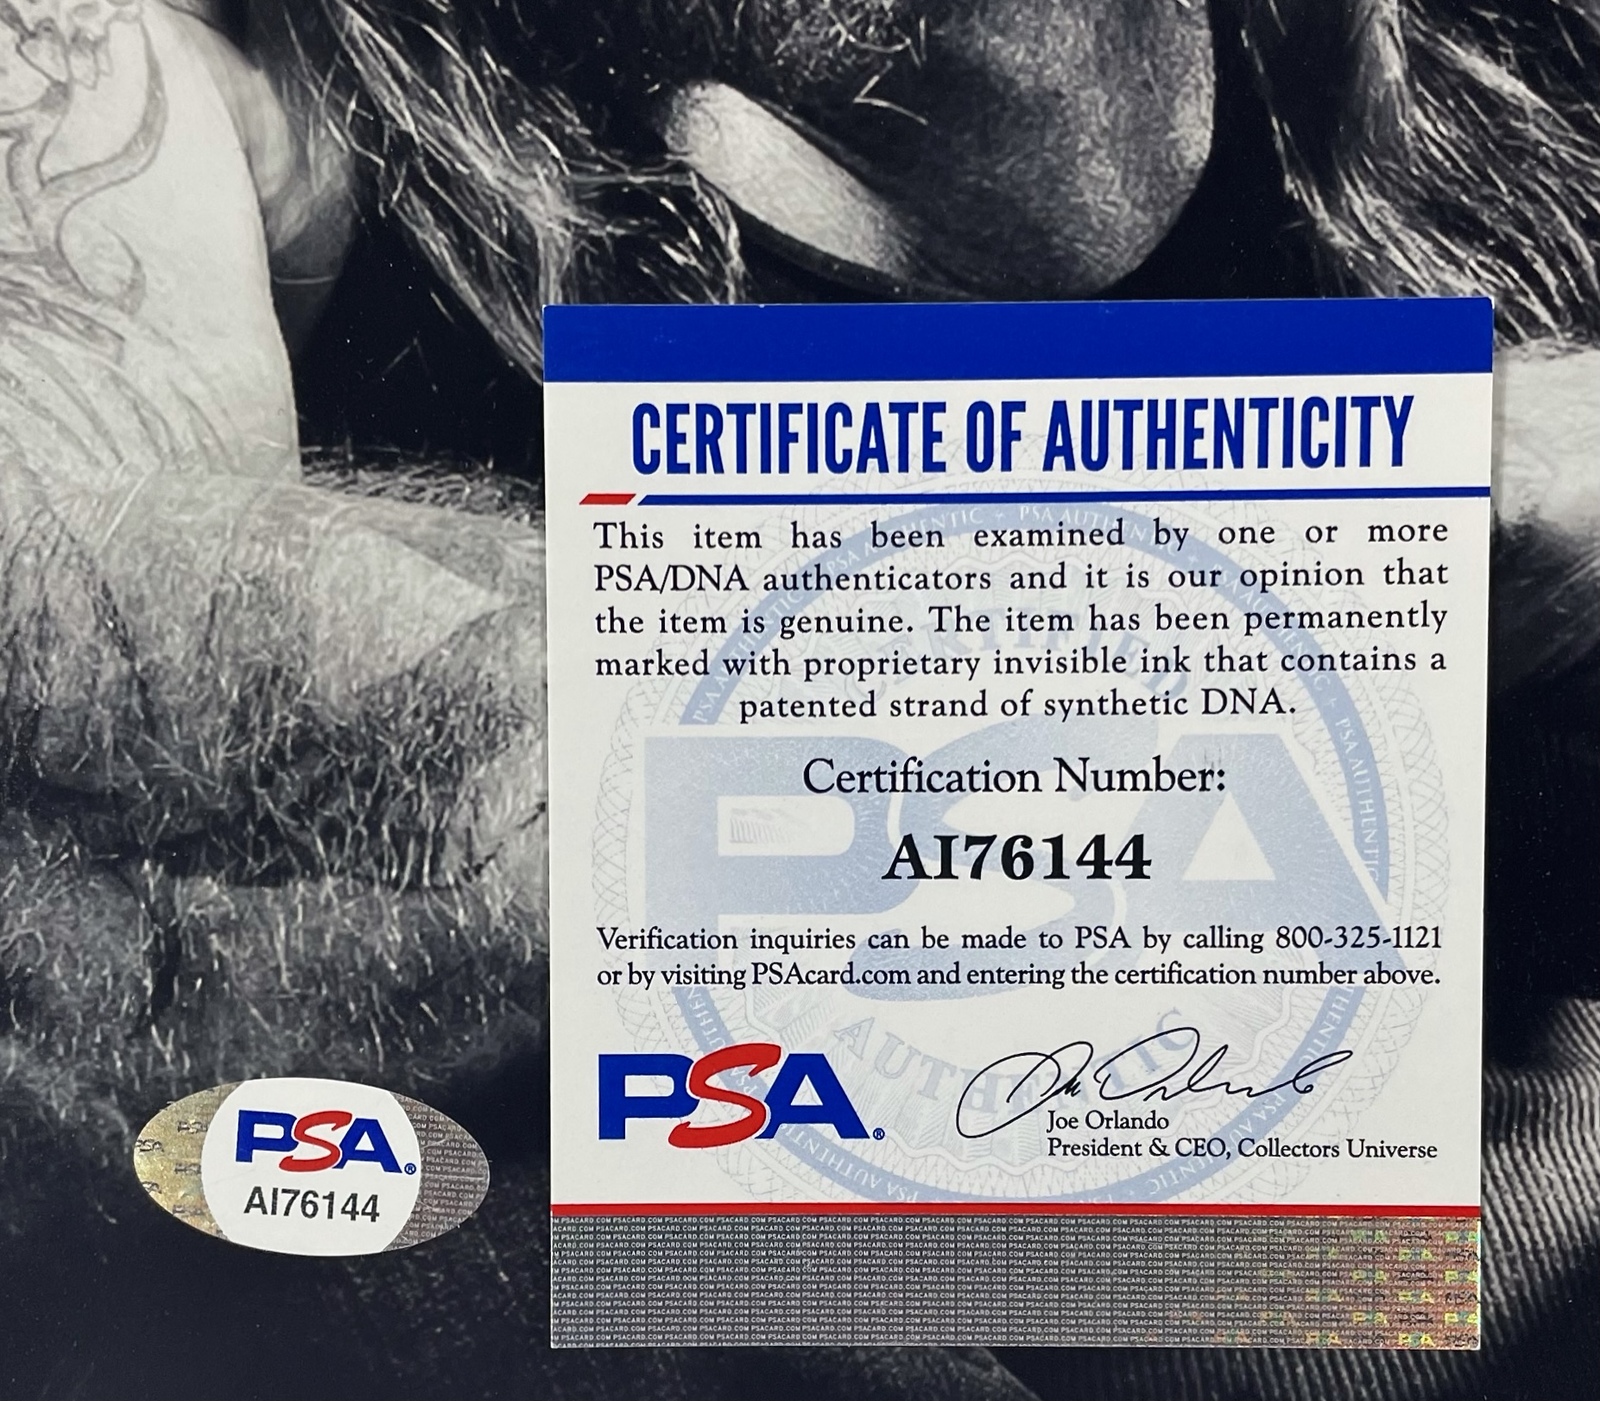 CERTIFICATE OF AUTHENTICITY
This item has been examined by one or more
PSA/DNA authenticators and it is our opinion that
the item is genuine. The item has been permanently
marked with proprietary invisible ink that contains a
patented strand of synthetic DNA.
Certification Number:
AI76144
Verification inquiries can be made to PSA by calling 800-325-1121
or by visiting PSAcard.com and entering the certification number above.
PSA®
Joe Orlando
President & CEO, Collectors Universe
PSA®
AI76144